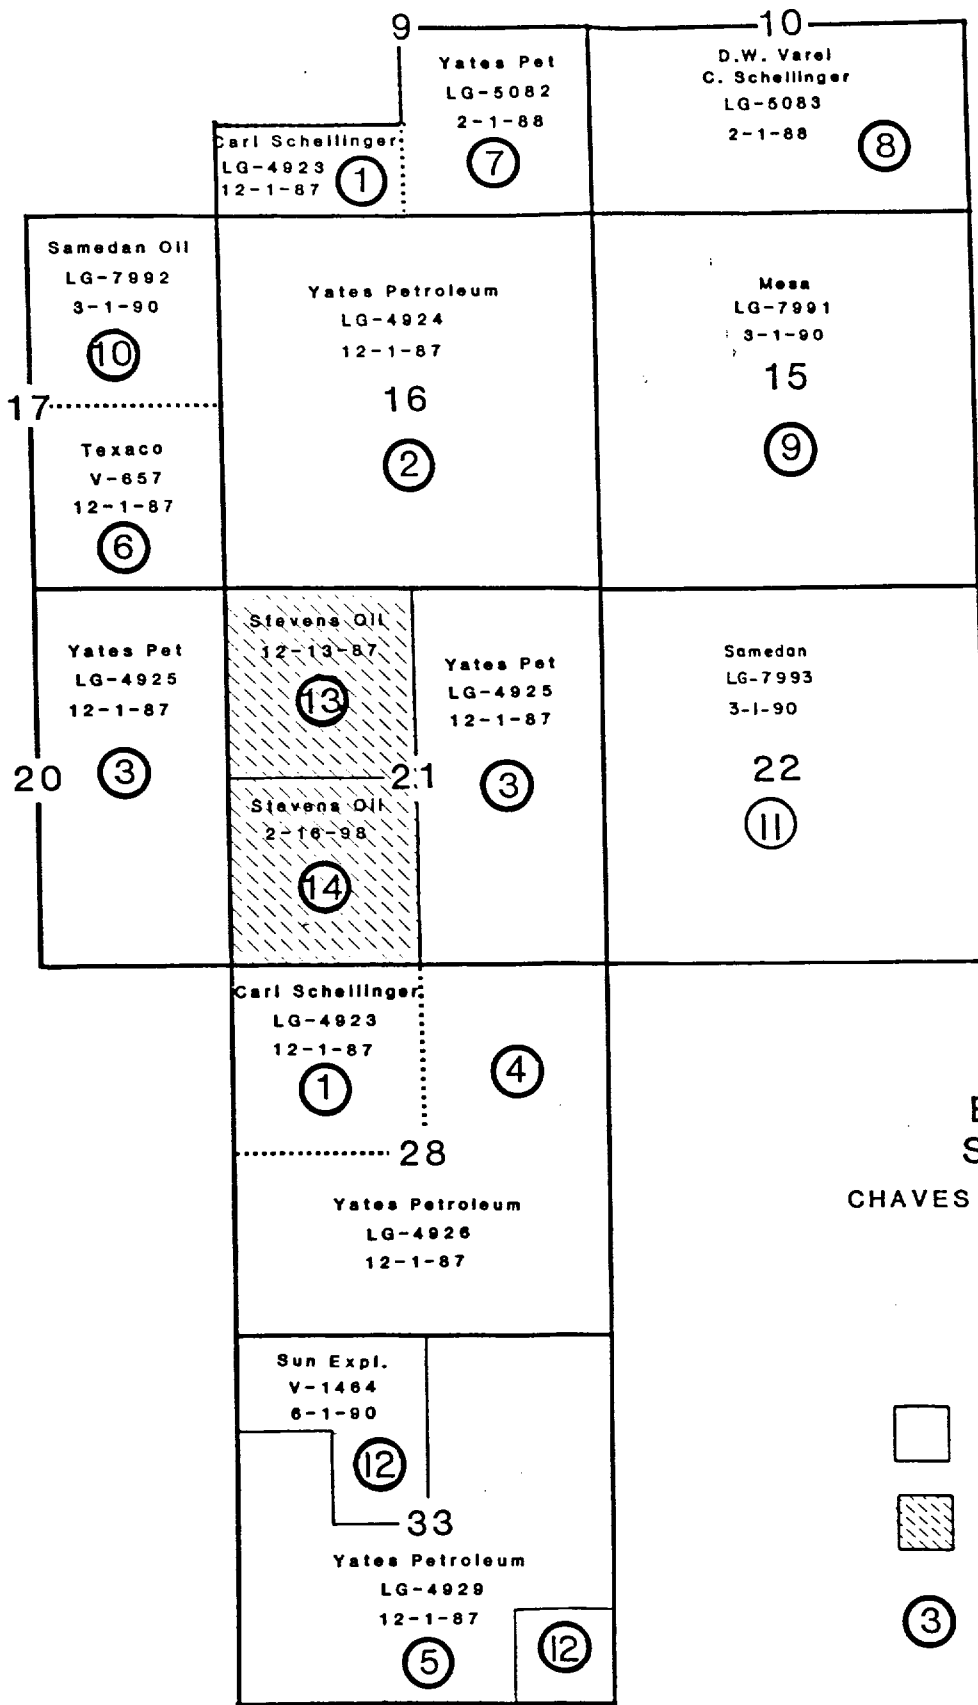 9
10
Yates Pet
LG-5082
2-1-88
7
D.W. Varel
C. Schellinger
LG-5083
2-1-88
8
Carl Schellinger
LG-4923
12-1-87
1
Samedan Oil
LG-7992
3-1-90
10
17
Texaco
V-657
12-1-87
6
Yates Petroleum
LG-4924
12-1-87
16
2
Mesa
LG-7991
3-1-90
15
9
Yates Pet
LG-4925
12-1-87
20
3
Stevens Oil
12-13-87
13
21
Stevens Oil
2-16-98
14
Yates Pet
LG-4925
12-1-87
3
Samedan
LG-7993
3-1-90
22
11
Carl Schellinger
LG-4923
12-1-87
1
4
28
Yates Petroleum
LG-4926
12-1-87
S
CHAVES
Sun Expl.
V-1464
6-1-90
12
33
Yates Petroleum
LG-4929
12-1-87
5
12
3